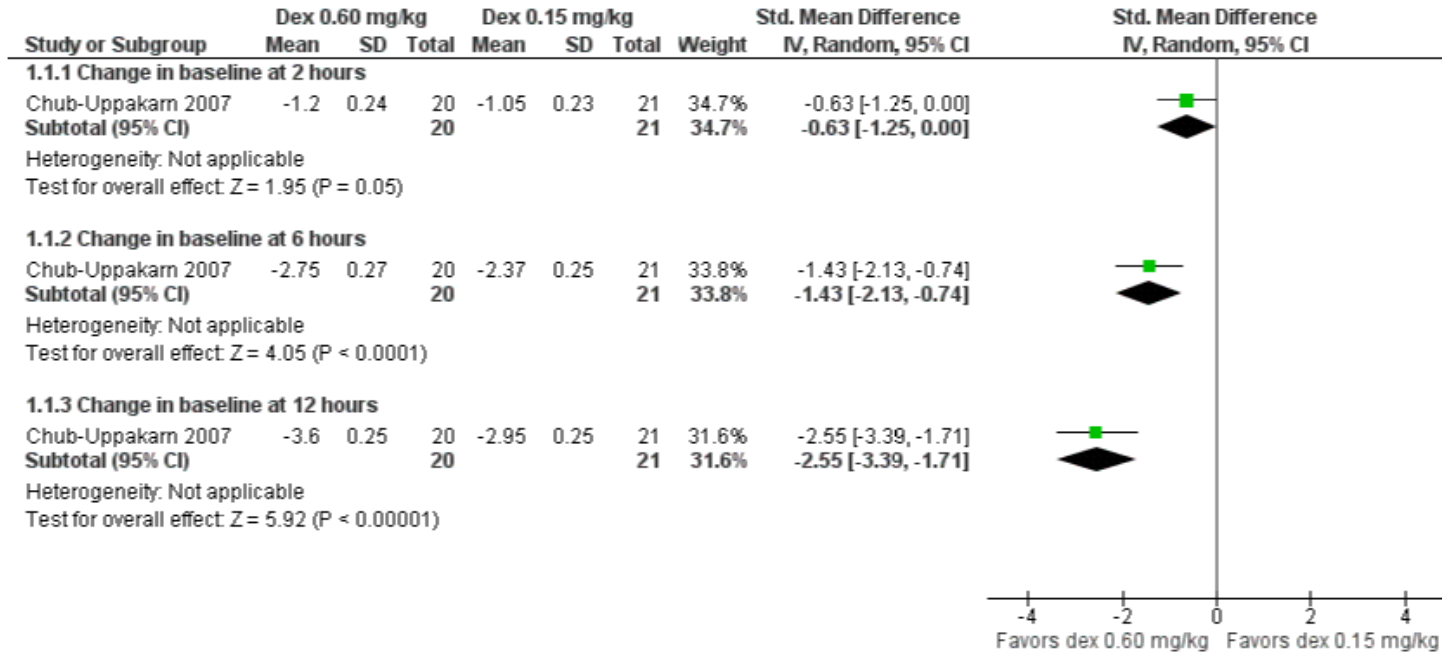 Dex 0.60 mg/kg Dex 0.15 mg/kg Std. Mean Difference Std. Mean Difference
Study or Subgroup Mean SD Total Mean SD Total Weight IV, Random, 95% CI IV, Random, 95% CI
1.1.1 Change in baseline at 2 hours
Chub-Uppakarn 2007 -1.2 0.24 20 -1.05 0.23 21 34.7% -0.63 [-1.25, 0.00]
Subtotal (95% CI) 20 21 34.7% -0.63 [-1.25, 0.00]
Heterogeneity: Not applicable
Test for overall effect: Z = 1.95 (P = 0.05)
1.1.2 Change in baseline at 6 hours
Chub-Uppakarn 2007 -2.75 0.27 20 -2.37 0.25 21 33.8% -1.43 [-2.13, -0.74]
Subtotal (95% CI) 20 21 33.8% -1.43 [-2.13, -0.74]
Heterogeneity: Not applicable
Test for overall effect: Z = 4.05 (P < 0.0001)
1.1.3 Change in baseline at 12 hours
Chub-Uppakarn 2007 -3.6 0.25 20 -2.95 0.25 21 31.6% -2.55 [-3.39, -1.71]
Subtotal (95% CI) 20 21 31.6% -2.55 [-3.39, -1.71]
Heterogeneity: Not applicable
Test for overall effect: Z = 5.92 (P < 0.00001)
-4 -2 0 2 4
Favors dex 0.60 mg/kg Favors dex 0.15 mg/kg